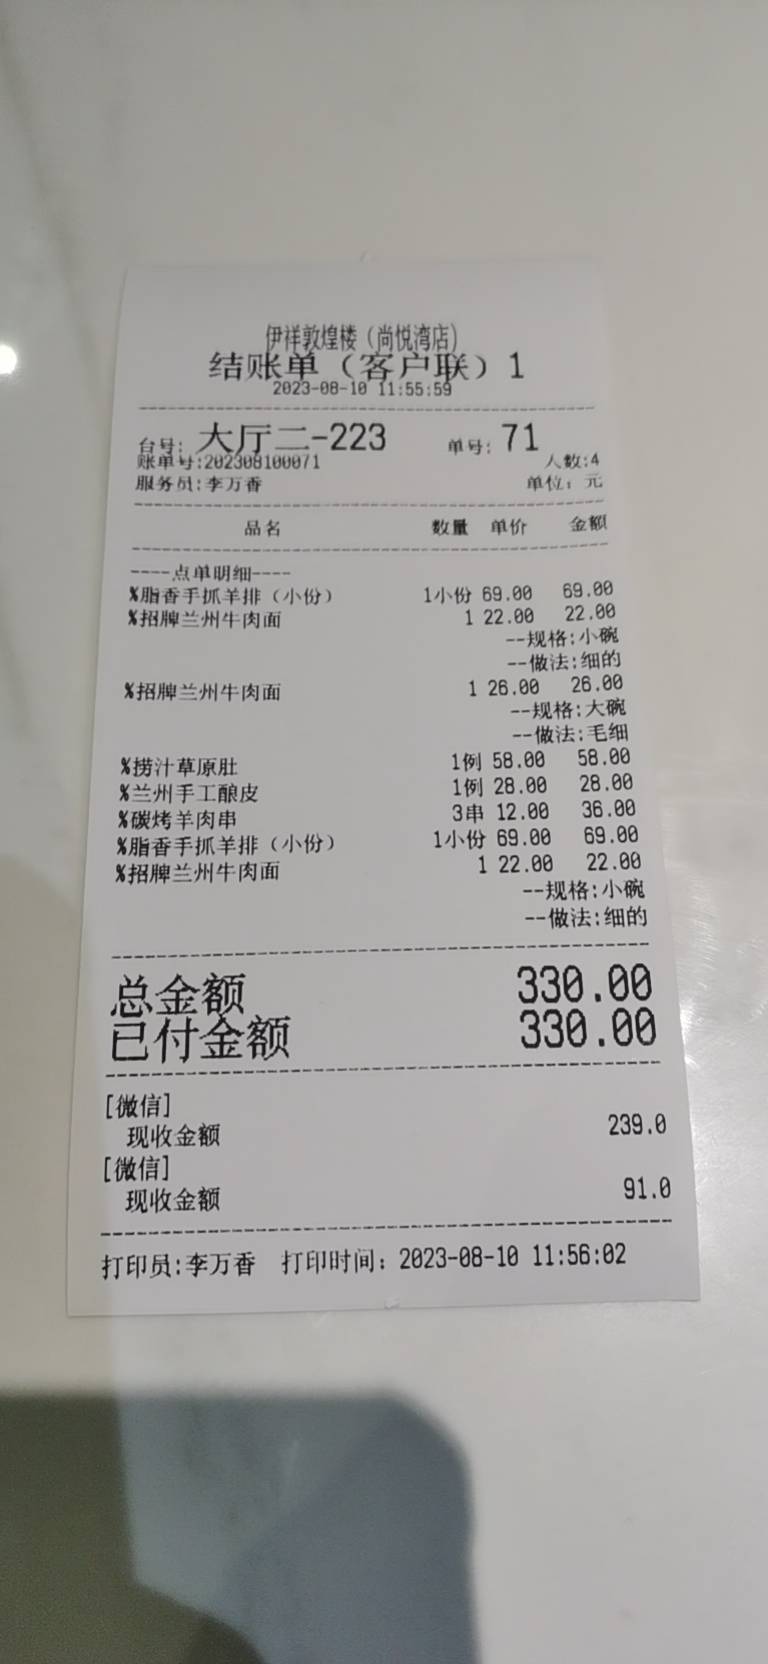 伊祥敦煌楼（尚悦湾店）
结账单（客户联）1
2023-08-10 11:55:59
台号: 大厅二-223 单号: 71
账单号:202308100071 人数:4
服务员:李万香 单位: 元
品名 数量 单价 金额
----点单明细----
%脂香手抓羊排（小份） 1小份 69.00 69.00
%招牌兰州牛肉面 1 22.00 22.00
--规格:小碗
--做法:细的
%招牌兰州牛肉面 1 26.00 26.00
--规格:大碗
--做法:毛细
%捞汁草原肚 1例 58.00 58.00
%兰州手工酿皮 1例 28.00 28.00
%碳烤羊肉串 3串 12.00 36.00
%脂香手抓羊排（小份） 1小份 69.00 69.00
%招牌兰州牛肉面 1 22.00 22.00
--规格:小碗
--做法:细的
总金额 330.00
已付金额 330.00
[微信]
现收金额 239.0
[微信]
现收金额 91.0
打印员:李万香 打印时间: 2023-08-10 11:56:02